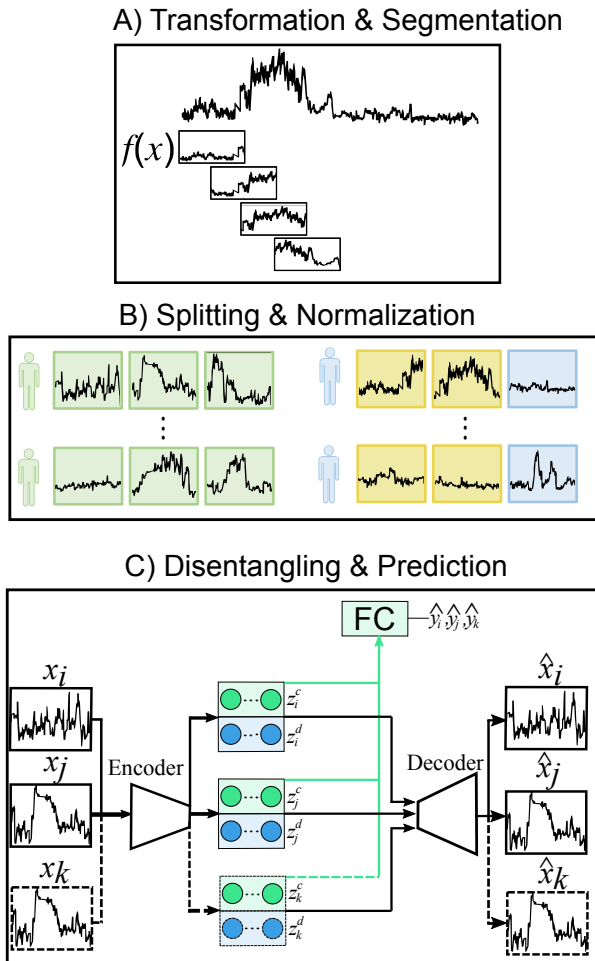 A) Transformation & Segmentation
f(x)
B) Splitting & Normalization
C) Disentangling & Prediction
FC
ŷᵢ,ŷⱼ,ŷₖ
xᵢ
zᵢᶜ
zᵢᵈ
x̂ᵢ
xⱼ
Encoder
zⱼᶜ
zⱼᵈ
Decoder
x̂ⱼ
xₖ
zₖᶜ
zₖᵈ
x̂ₖ